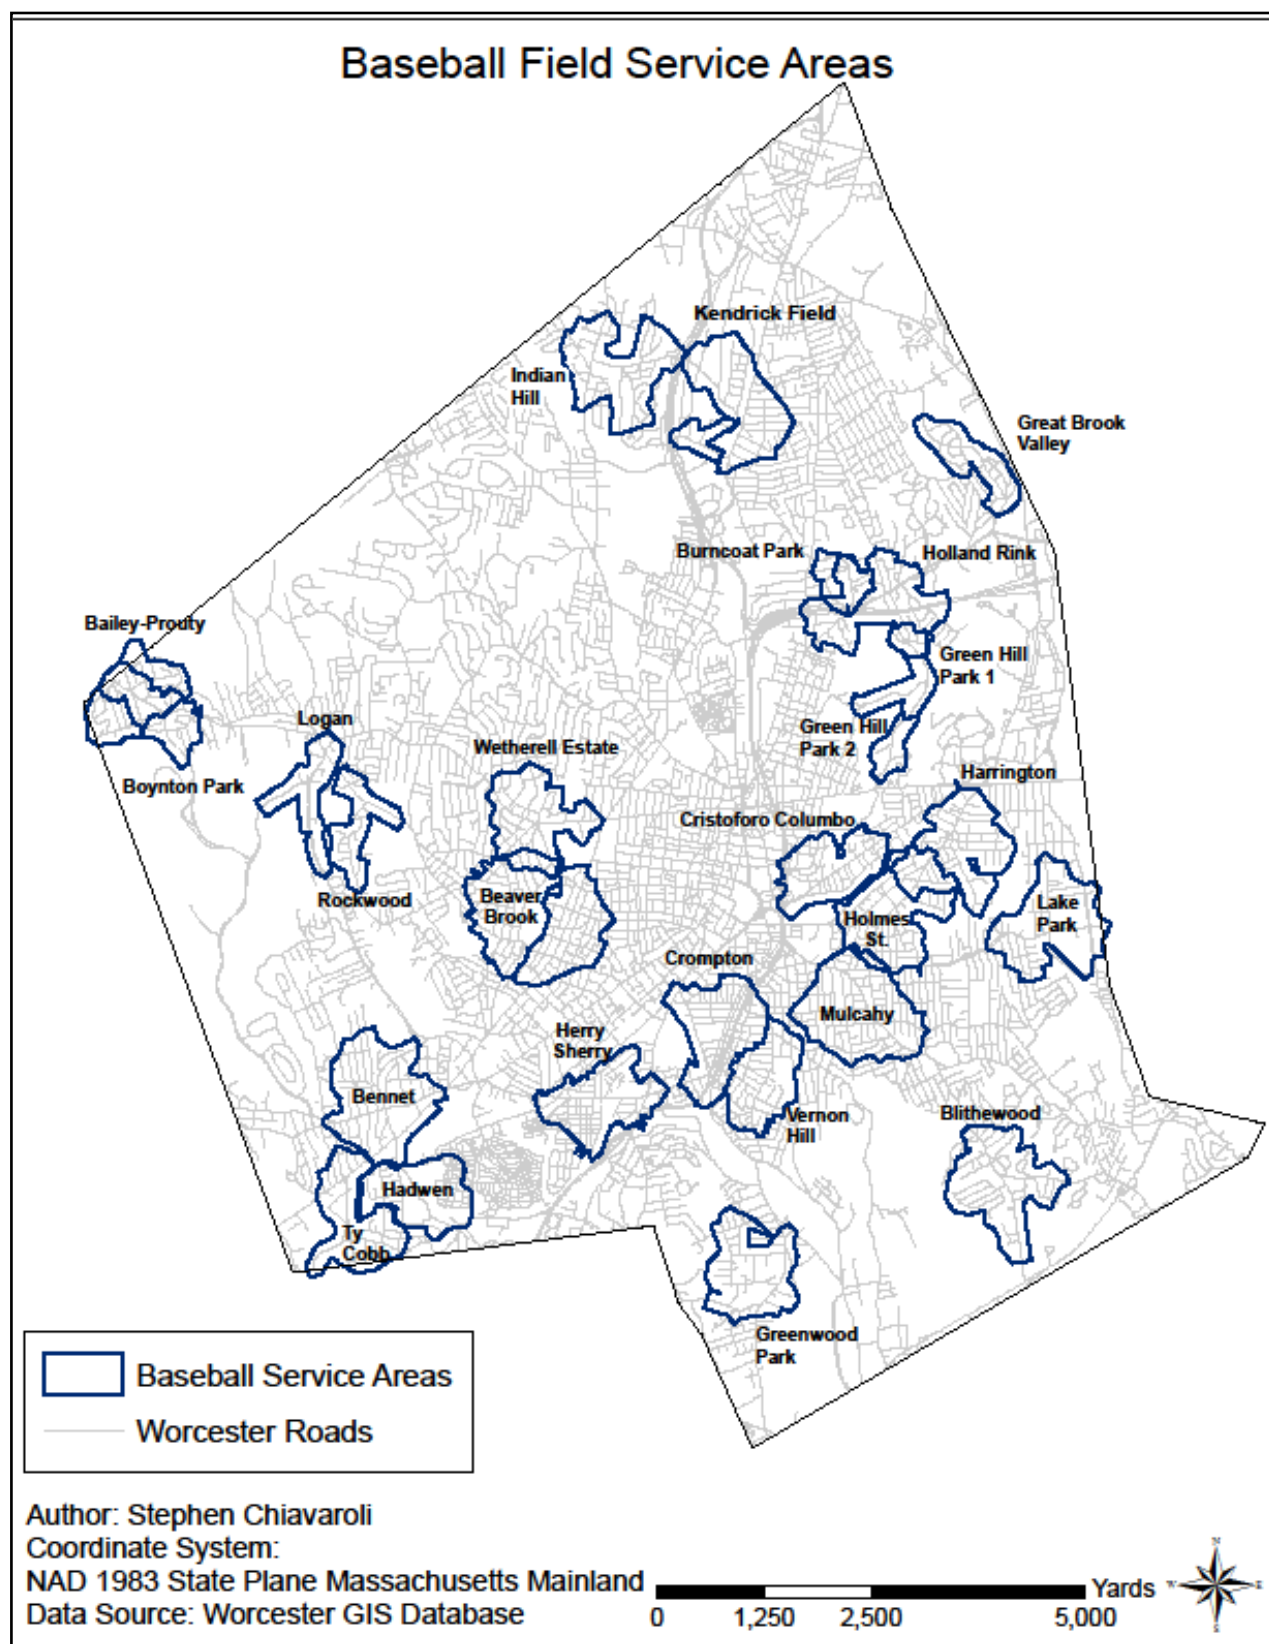 Baseball Field Service Areas
Kendrick Field
Indian
Hill
Great Brook
Valley
Burncoat Park
Holland Rink
Bailey-Prouty
Green Hill
Park 1
Logan
Green Hill
Park 2
Wetherell Estate
Boynton Park
Harrington
Cristoforo Columbo
Rockwood
Beaver
Brook
Lake
Park
Holmes
St.
Crompton
Mulcahy
Herry
Sherry
Bennet
Vernon
Hill
Blithewood
Hadwen
Ty
Cobb
Greenwood
Park
Baseball Service Areas
Worcester Roads
Author: Stephen Chiavaroli
Coordinate System:
NAD 1983 State Plane Massachusetts Mainland
Data Source: Worcester GIS Database
Yards
0 1,250 2,500 5,000
N
W E
S